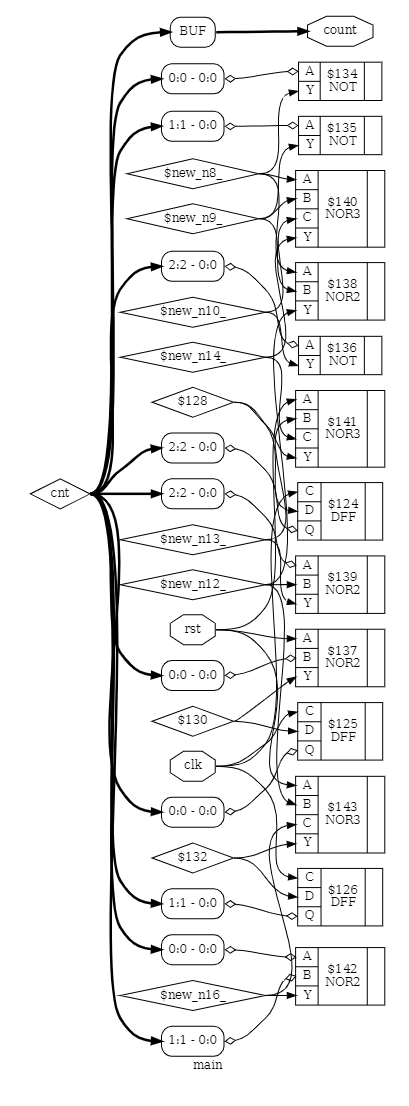 BUF
count
0:0 - 0:0
A
Y
$134
NOT
1:1 - 0:0
A
Y
$135
NOT
$new_n8_
A
B
C
Y
$140
NOR3
$new_n9_
2:2 - 0:0
A
B
Y
$138
NOR2
$new_n10_
A
Y
$136
NOT
$new_n14_
$128
A
B
C
Y
$141
NOR3
2:2 - 0:0
cnt
2:2 - 0:0
C
D
Q
$124
DFF
$new_n13_
$new_n12_
A
B
Y
$139
NOR2
rst
A
B
Y
$137
NOR2
0:0 - 0:0
$130
C
D
Q
$125
DFF
clk
0:0 - 0:0
A
B
C
Y
$143
NOR3
$132
C
D
Q
$126
DFF
1:1 - 0:0
0:0 - 0:0
A
B
Y
$142
NOR2
$new_n16_
1:1 - 0:0
main